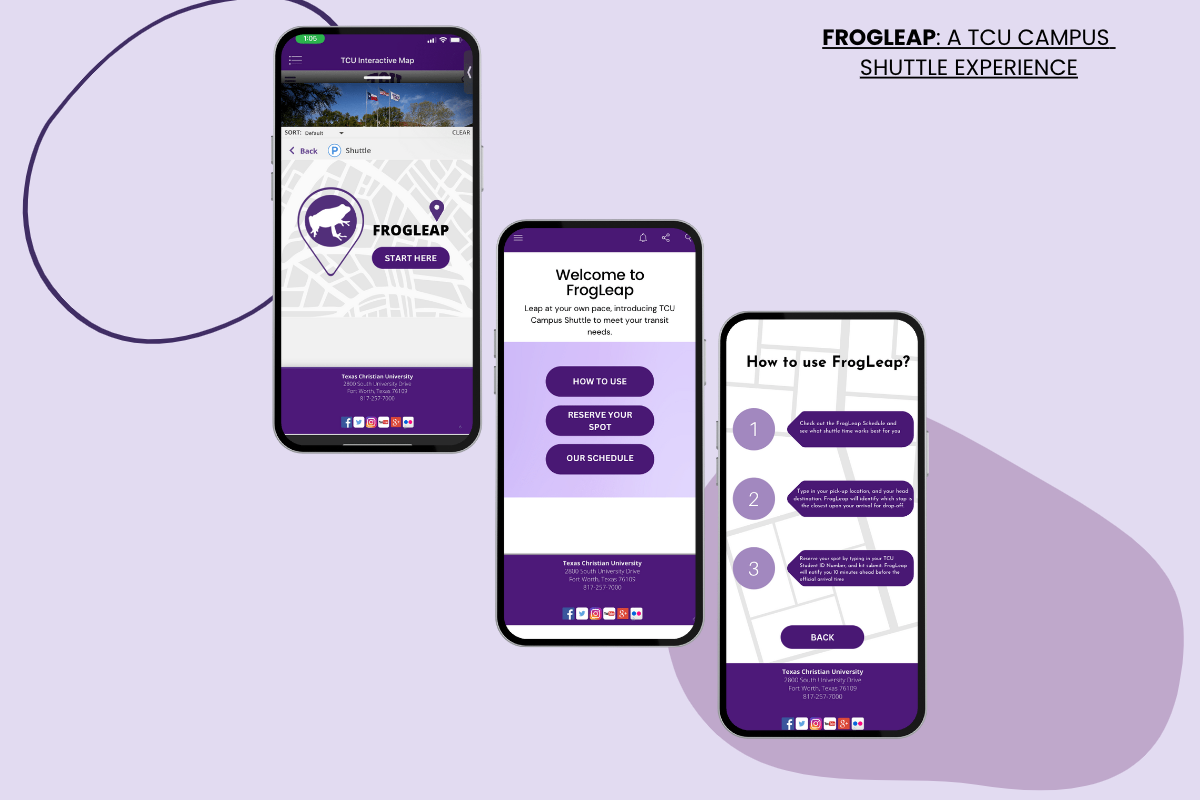 FROGLEAP: A TCU CAMPUS
SHUTTLE EXPERIENCE
1:05
TCU Interactive Map
SORT: Default CLEAR
Back P Shuttle
FROGLEAP
START HERE
Texas Christian University
2800 South University Drive
Fort Worth, Texas 76109
817-257-7000
Welcome to
FrogLeap
Leap at your own pace, introducing TCU
Campus Shuttle to meet your transit
needs.
HOW TO USE
RESERVE YOUR
SPOT
OUR SCHEDULE
Texas Christian University
2800 South University Drive
Fort Worth, Texas 76109
817-257-7000
How to use FrogLeap?
1
Check out the FrogLeap Schedule and
see what shuttle time works best for you
2
Type in your pick-up location, and your head
destination. FrogLeap will identify which stop is
the closest upon your arrival for drop-off.
3
Reserve your spot by typing in your TCU
Student ID Number, and hit submit. FrogLeap
will notify you 10 minutes ahead before the
official arrival time
BACK
Texas Christian University
2800 South University Drive
Fort Worth, Texas 76109
817-257-7000